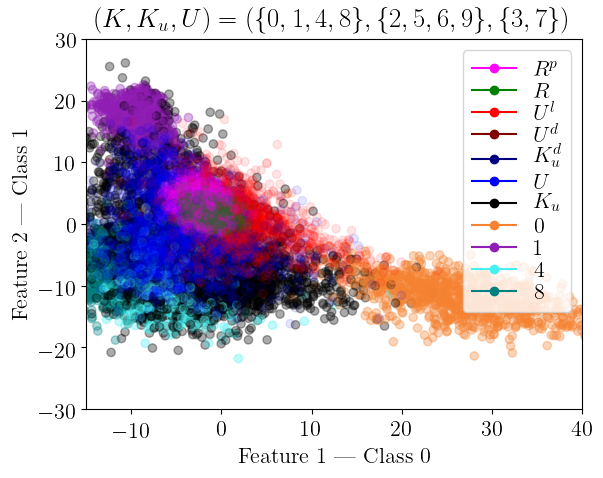 (K, K_u, U) = ({0, 1, 4, 8}, {2, 5, 6, 9}, {3, 7})
30
20
10
0
−10
−20
−30
Feature 2 — Class 1
R^p
R
U^l
U^d
K_u^d
U
K_u
0
1
4
8
−10
0
10
20
30
40
Feature 1 — Class 0